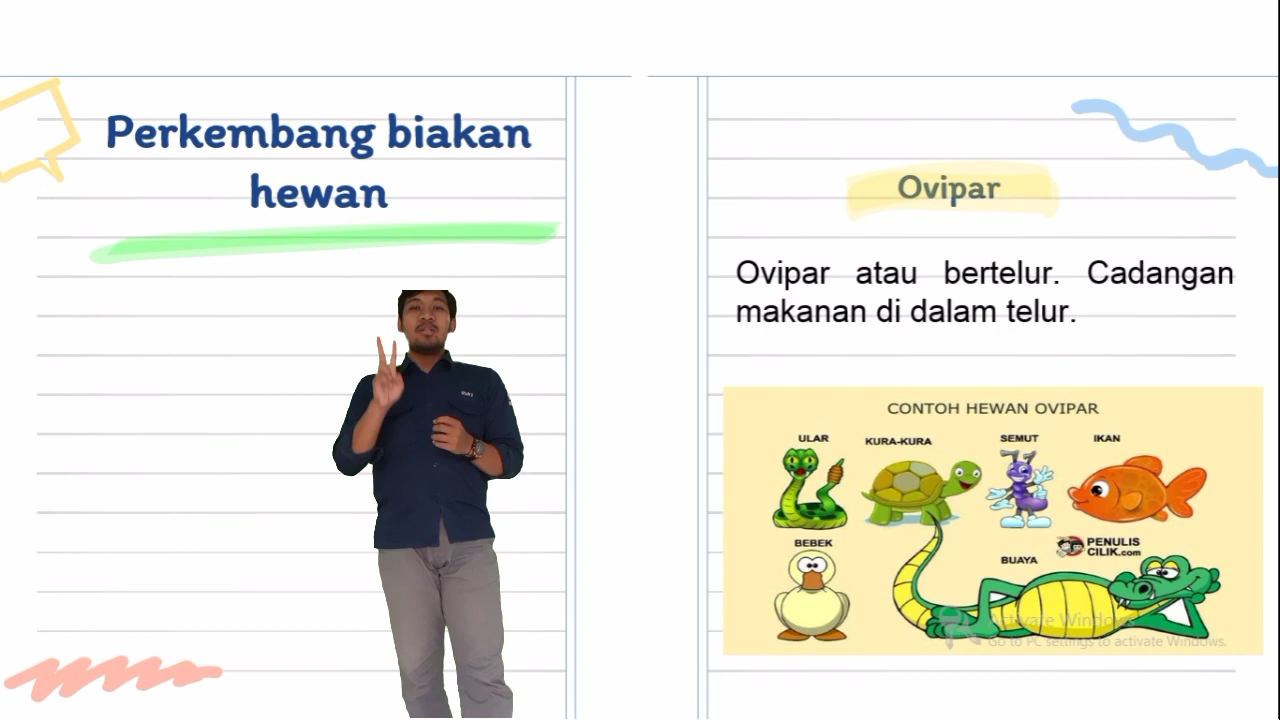 Perkembang biakan
hewan
Ovipar
Ovipar atau bertelur. Cadangan
makanan di dalam telur.
CONTOH HEWAN OVIPAR
ULAR
KURA-KURA
SEMUT
IKAN
BEBEK
BUAYA
PENULIS
CILIK.com
Activate Windows
Go to PC settings to activate Windows.